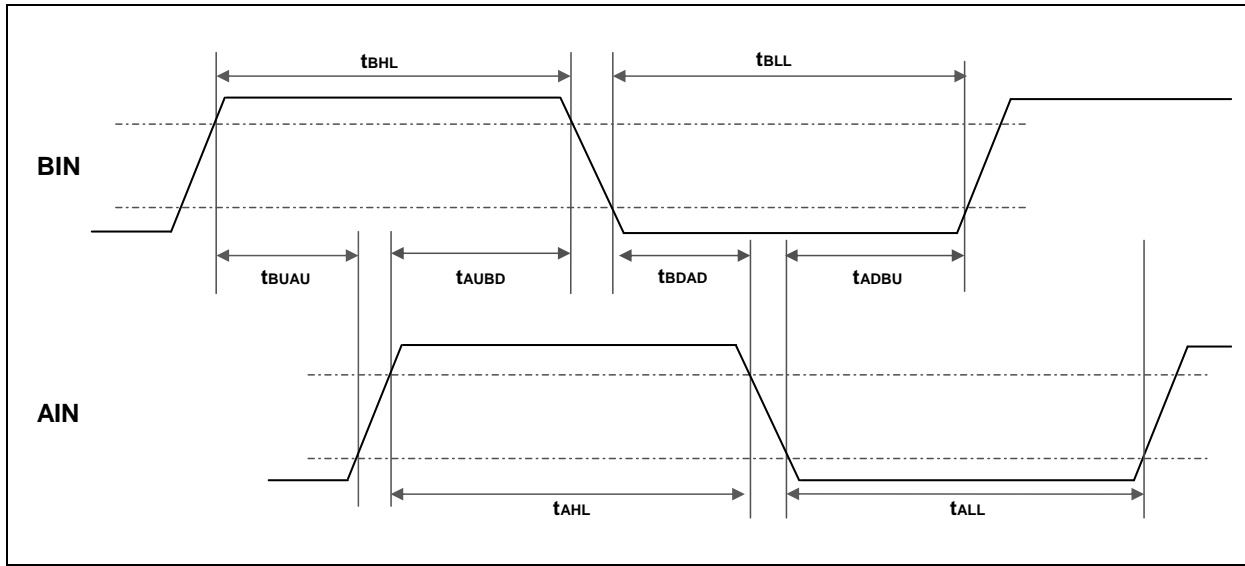 tBHL tBLL
BIN
tBUAU tAUBD tBDAD tADBU
AIN
tAHL tALL